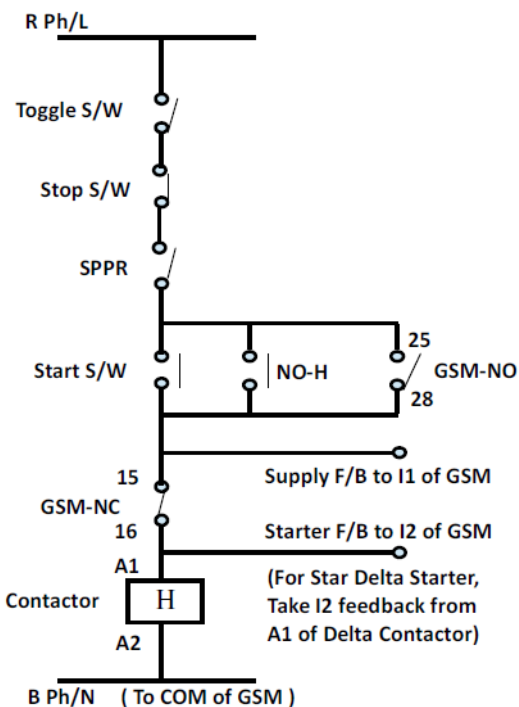 R Ph/L
Toggle S/W
Stop S/W
SPPR
25
Start S/W
NO-H
GSM-NO
28
15
Supply F/B to I1 of GSM
GSM-NC
16
Starter F/B to I2 of GSM
A1
(For Star Delta Starter,
Contactor
H
Take I2 feedback from
A2
A1 of Delta Contactor)
B Ph/N ( To COM of GSM )